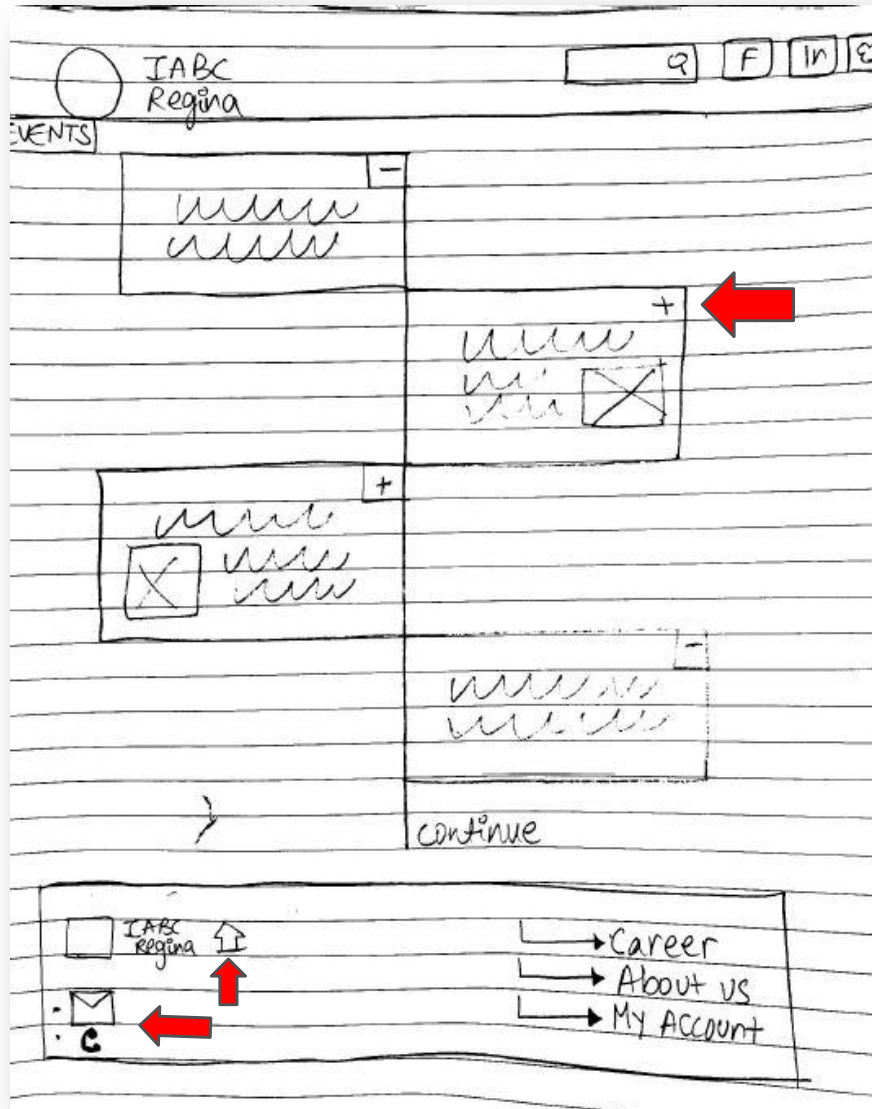 IABC
Regina
Q F In
EVENTS
-
+
+
-
continue
IABC
Regina
Career
About us
My Account